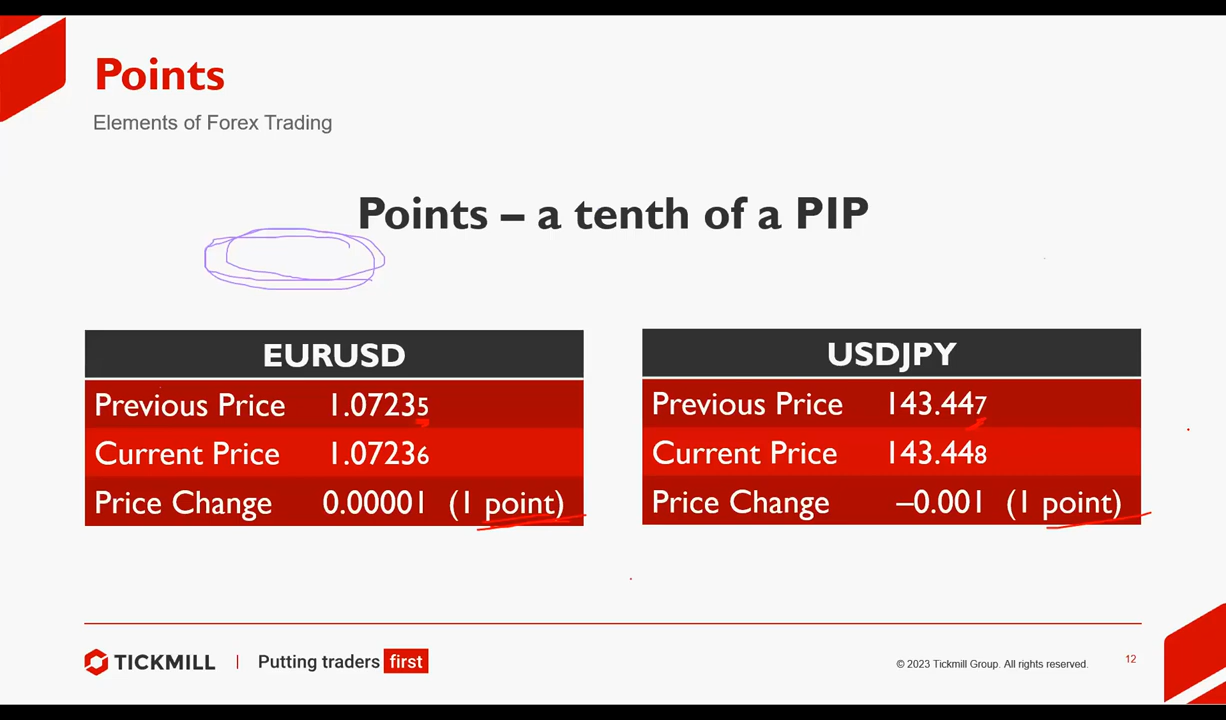 Points
Elements of Forex Trading
Points – a tenth of a PIP
EURUSD
Previous Price 1.07235
Current Price 1.07236
Price Change 0.00001 (1 point)
USDJPY
Previous Price 143.447
Current Price 143.448
Price Change –0.001 (1 point)
TICKMILL | Putting traders first
© 2023 Tickmill Group. All rights reserved. 12